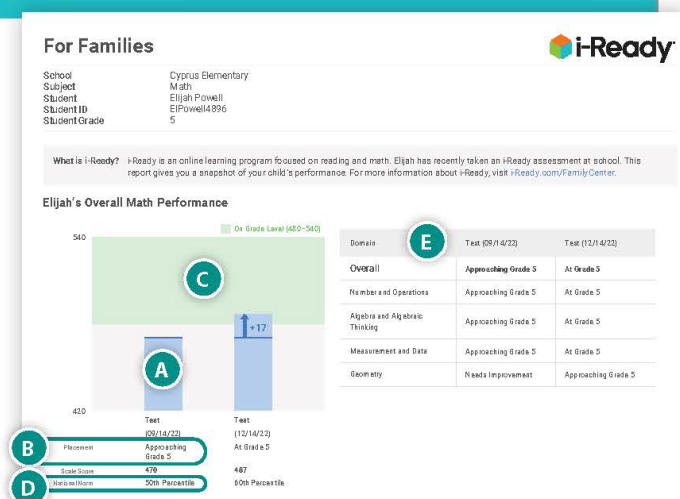 For Families
i-Ready
School Cyprus Elementary
Subject Math
Student Elijah Powell
Student ID ElPowell4896
Student Grade 5
What is i-Ready? i-Ready is an online learning program focused on reading and math. Elijah has recently taken an i-Ready assessment at school. This
report gives you a snapshot of your child's performance. For more information about i-Ready, visit i-Ready.com/FamilyCenter.
Elijah's Overall Math Performance
On Grade Level (480–540)
540
C
+17
A
420
Test (09/14/22)
Test (12/14/22)
B
Placement Approaching Grade 5 At Grade 5
Scale Score 470 487
D
National Norm 50th Percentile 60th Percentile
Domain E Test (09/14/22) Test (12/14/22)
Overall Approaching Grade 5 At Grade 5
Number and Operations Approaching Grade 5 At Grade 5
Algebra and Algebraic
Thinking Approaching Grade 5 At Grade 5
Measurement and Data Approaching Grade 5 At Grade 5
Geometry Needs Improvement Approaching Grade 5